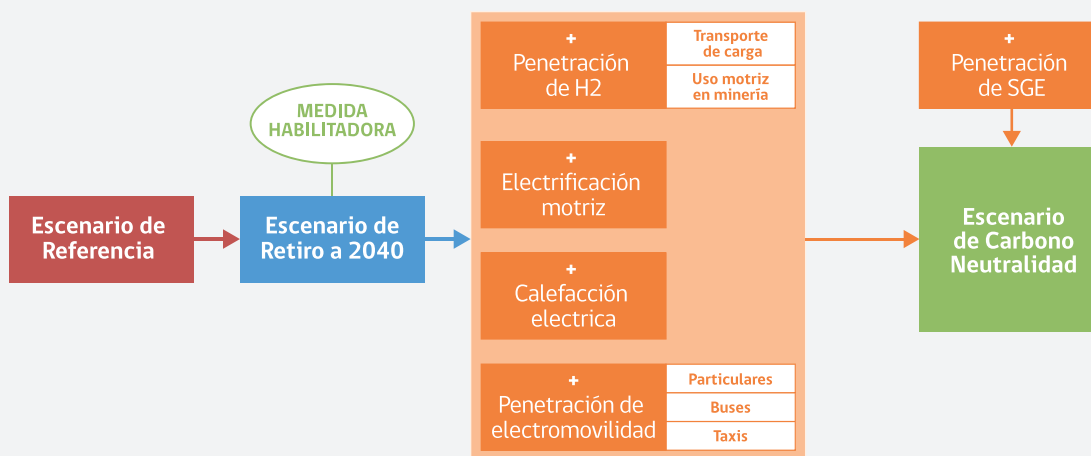 Escenario de
Referencia
MEDIDA
HABILITADORA
Escenario de
Retiro a 2040
+
Penetración
de H2
Transporte
de carga
Uso motriz
en minería
+
Electrificación
motriz
+
Calefacción
electrica
+
Penetración de
electromovilidad
Particulares
Buses
Taxis
+
Penetración
de SGE
Escenario
de Carbono
Neutralidad